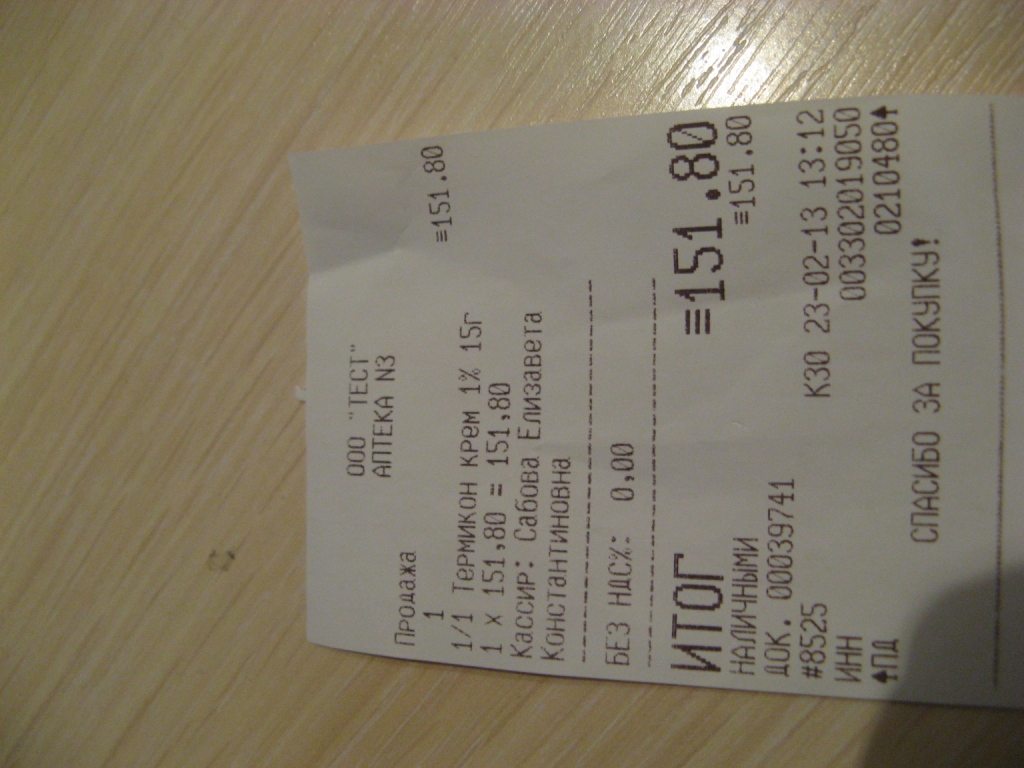 ООО "ТЕСТ"
АПТЕКА N3
Продажа
1 ≡151.80
1/1 Термикон крем 1% 15г
1 x 151,80 = 151,80
Кассир: Сабова Елизавета
Константиновна
БЕЗ НДС%: 0,00
ИТОГ ≡151.80
НАЛИЧНЫМИ ≡151.80
ДОК. 00039741
#8525 К30 23-02-13 13:12
ИНН 003302019050
ПД 02104804
СПАСИБО ЗА ПОКУПКУ!